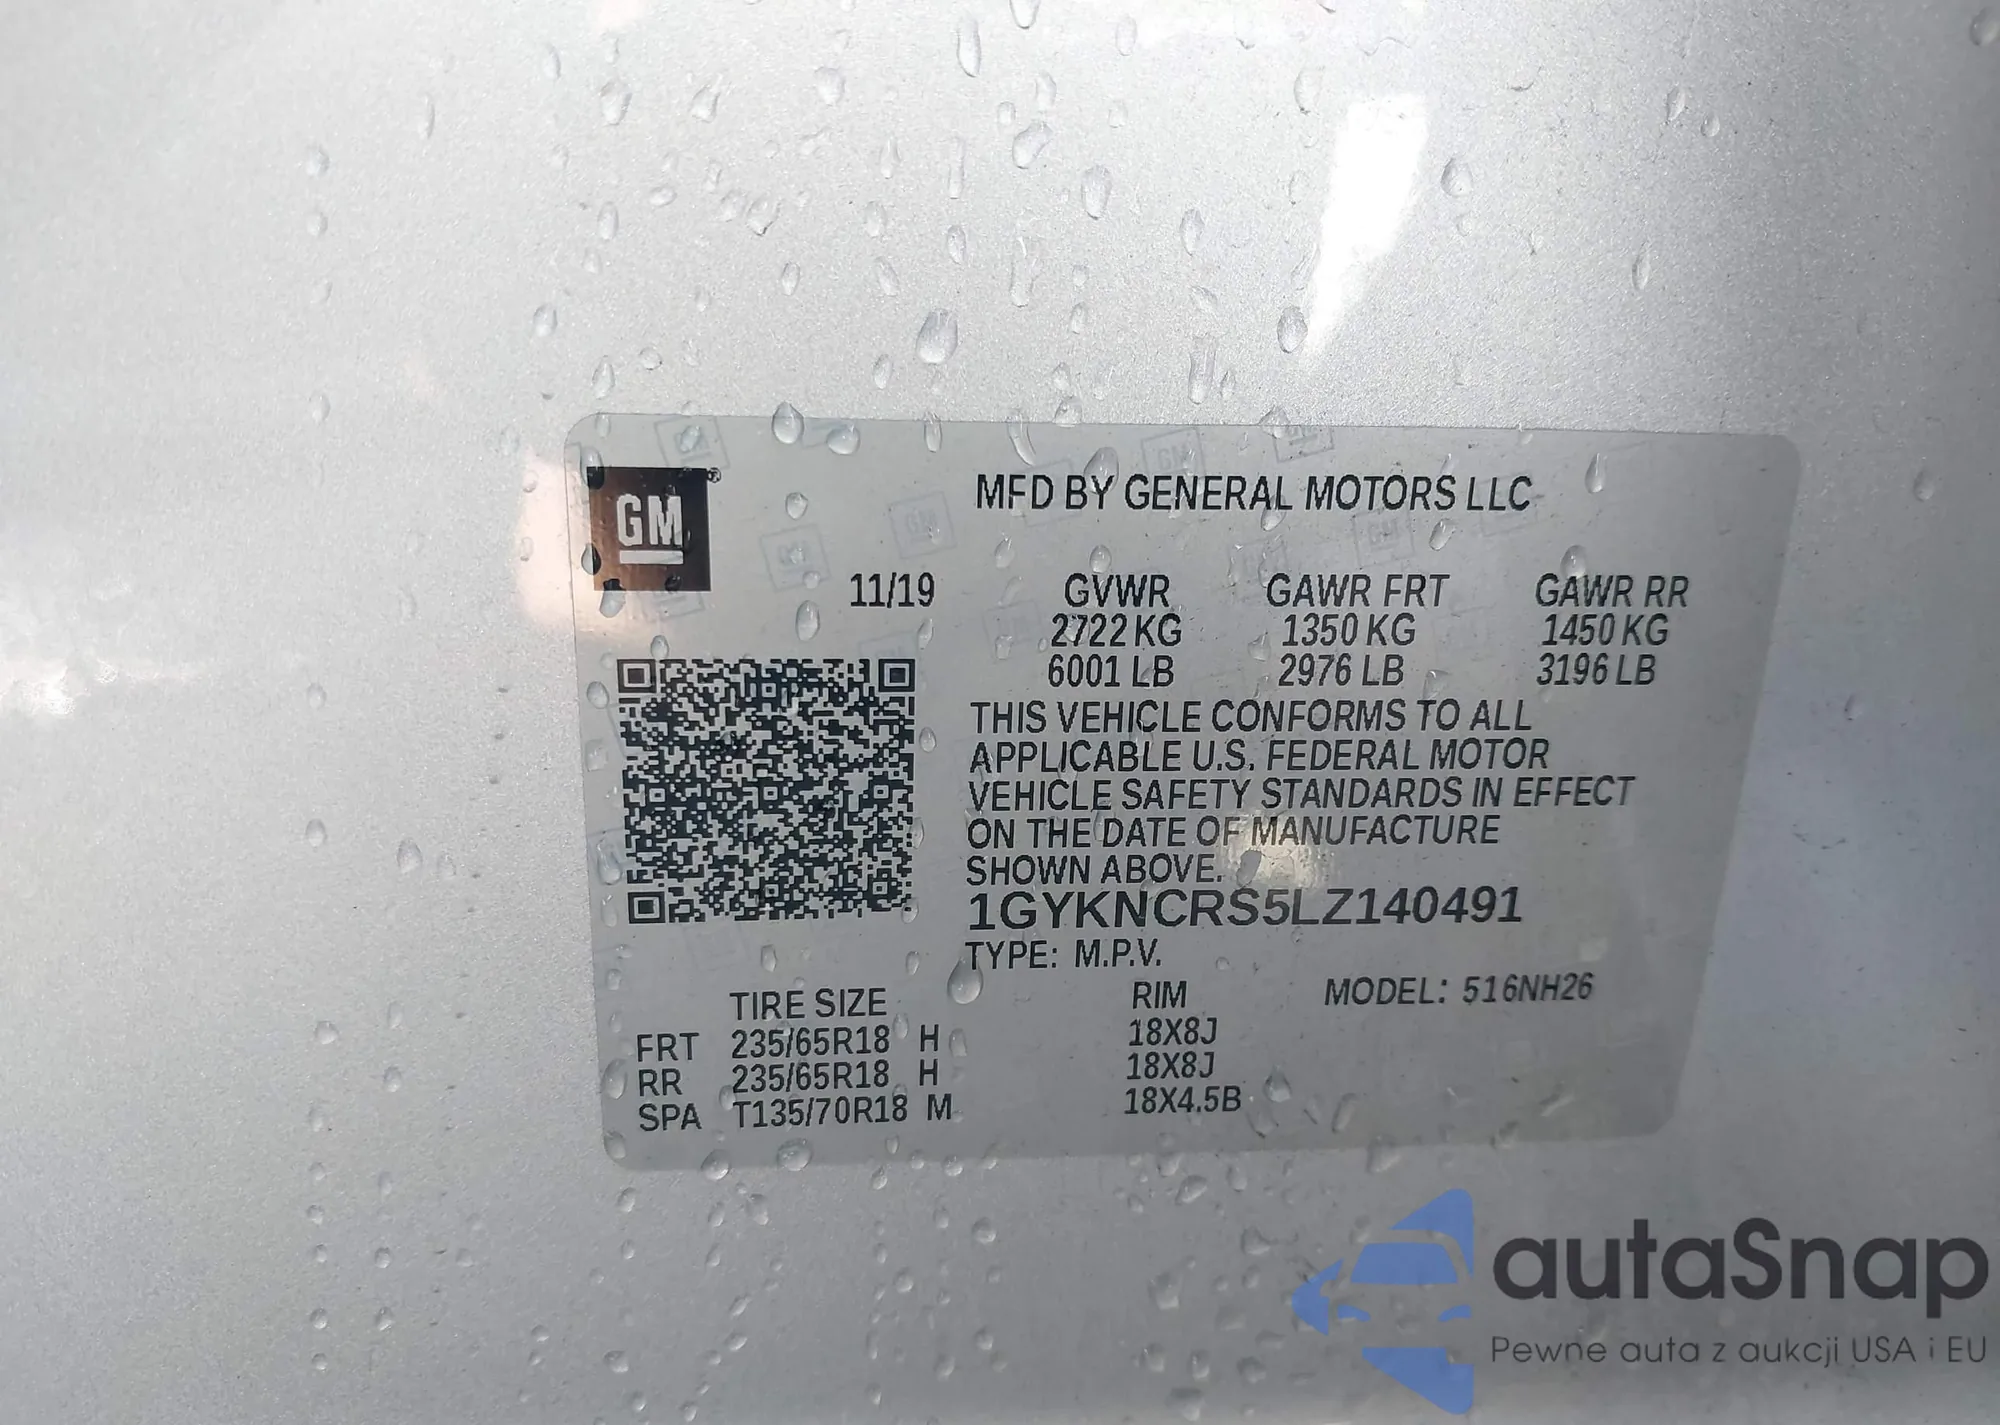 GM
MFD BY GENERAL MOTORS LLC
11/19 GVWR GAWR FRT GAWR RR
2722 KG 1350 KG 1450 KG
6001 LB 2976 LB 3196 LB
THIS VEHICLE CONFORMS TO ALL
APPLICABLE U.S. FEDERAL MOTOR
VEHICLE SAFETY STANDARDS IN EFFECT
ON THE DATE OF MANUFACTURE
SHOWN ABOVE.
1GYKNCRS5LZ140491
TYPE: M.P.V.
TIRE SIZE RIM MODEL: 516NH26
FRT 235/65R18 H 18X8J
RR 235/65R18 H 18X8J
SPA T135/70R18 M 18X4.5B
autaSnap
Pewne auta z aukcji USA i EU